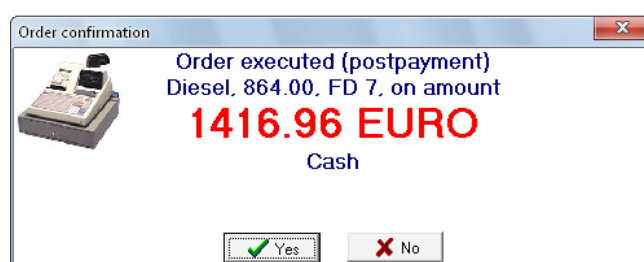 Order confirmation
Order executed (postpayment)
Diesel, 864.00, FD 7, on amount
1416.96 EURO
Cash
Yes No